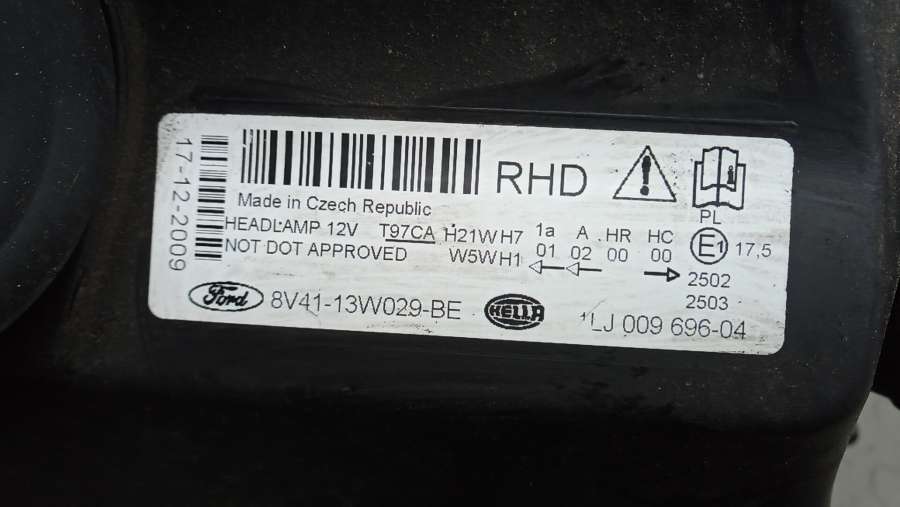 17-12-2009
RHD
Made in Czech Republic
HEADLAMP 12V T97CA H21W H7 1a A HR HC
NOT DOT APPROVED W5W H1 01 02 00 00
PL
E1 17,5
2502
2503
Ford 8V41-13W029-BE HELLA 1LJ 009 696-04